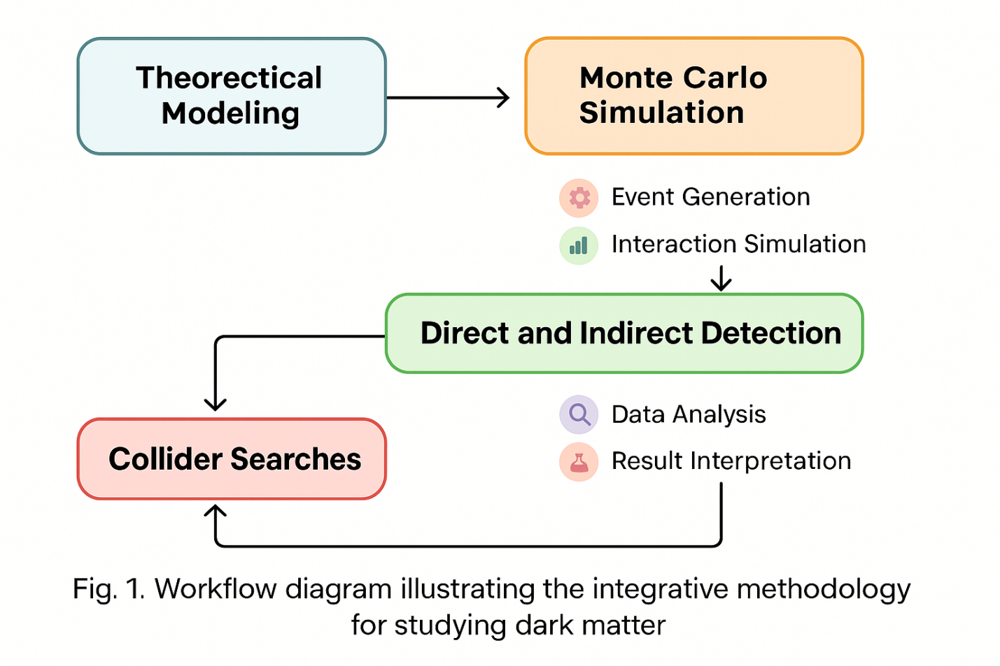 Theorectical
Modeling
Monte Carlo
Simulation
Event Generation
Interaction Simulation
Direct and Indirect Detection
Data Analysis
Result Interpretation
Collider Searches
Fig. 1. Workflow diagram illustrating the integrative methodology
for studying dark matter